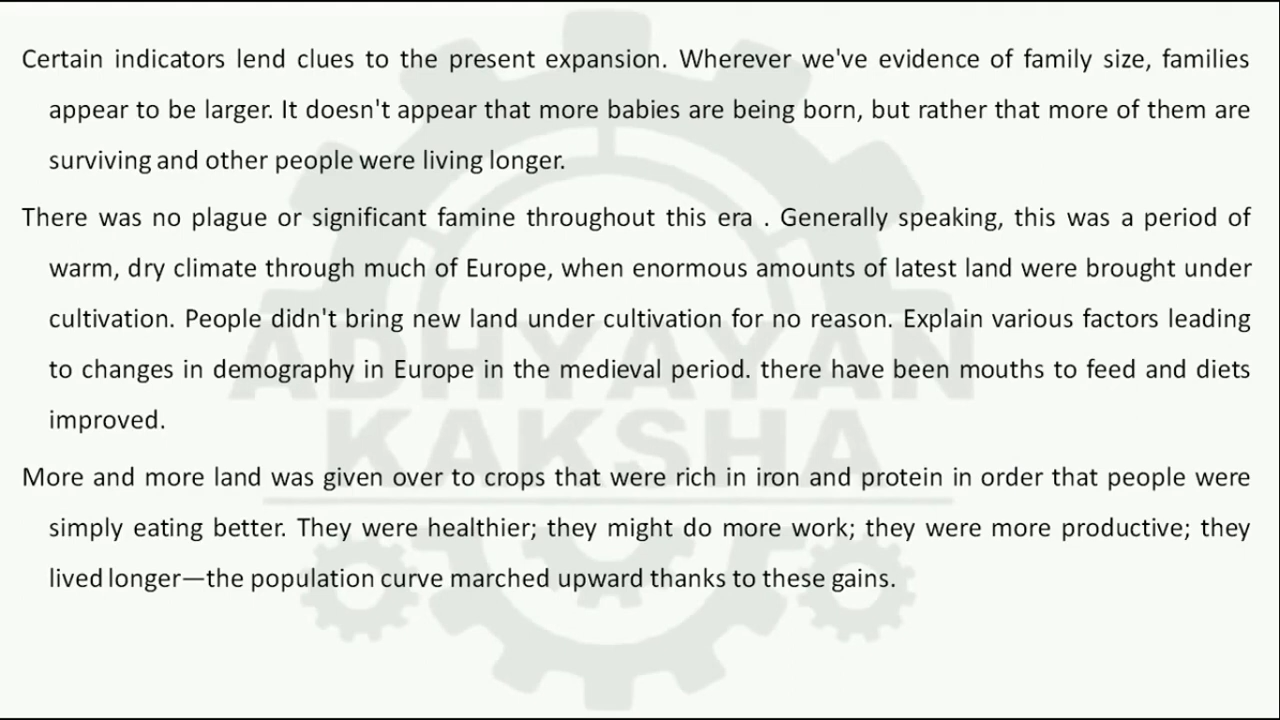 Certain indicators lend clues to the present expansion. Wherever we've evidence of family size, families
appear to be larger. It doesn't appear that more babies are being born, but rather that more of them are
surviving and other people were living longer.
There was no plague or significant famine throughout this era . Generally speaking, this was a period of
warm, dry climate through much of Europe, when enormous amounts of latest land were brought under
cultivation. People didn't bring new land under cultivation for no reason. Explain various factors leading
to changes in demography in Europe in the medieval period. there have been mouths to feed and diets
improved.
More and more land was given over to crops that were rich in iron and protein in order that people were
simply eating better. They were healthier; they might do more work; they were more productive; they
lived longer—the population curve marched upward thanks to these gains.
ADHYAYAN
KAKSHA